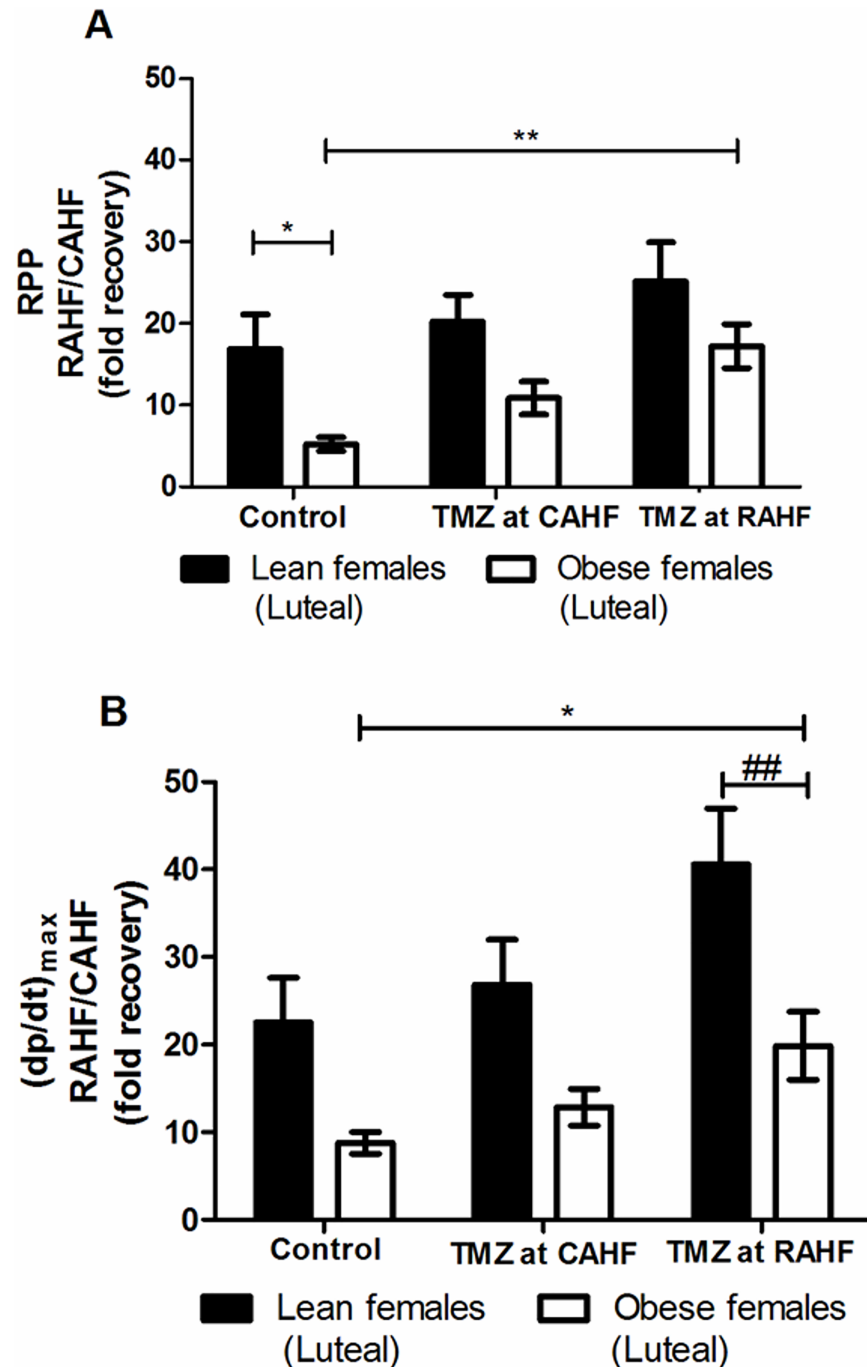 A
50
40
30
20
10
0
RPP
RAHF/CAHF
(fold recovery)
*
**
Control
TMZ at CAHF
TMZ at RAHF
Lean females
(Luteal)
Obese females
(Luteal)
B
50
40
30
20
10
0
(dp/dt)max
RAHF/CAHF
(fold recovery)
*
##
Control
TMZ at CAHF
TMZ at RAHF
Lean females
(Luteal)
Obese females
(Luteal)